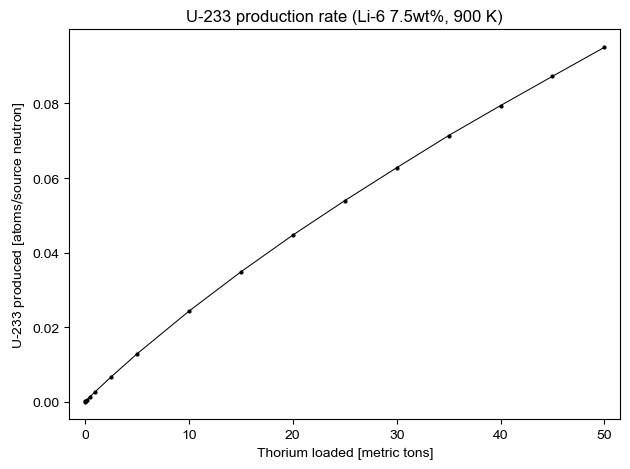 U-233 production rate (Li-6 7.5wt%, 900 K)
U-233 produced [atoms/source neutron]
0.08
0.06
0.04
0.02
0.00
0 10 20 30 40 50
Thorium loaded [metric tons]